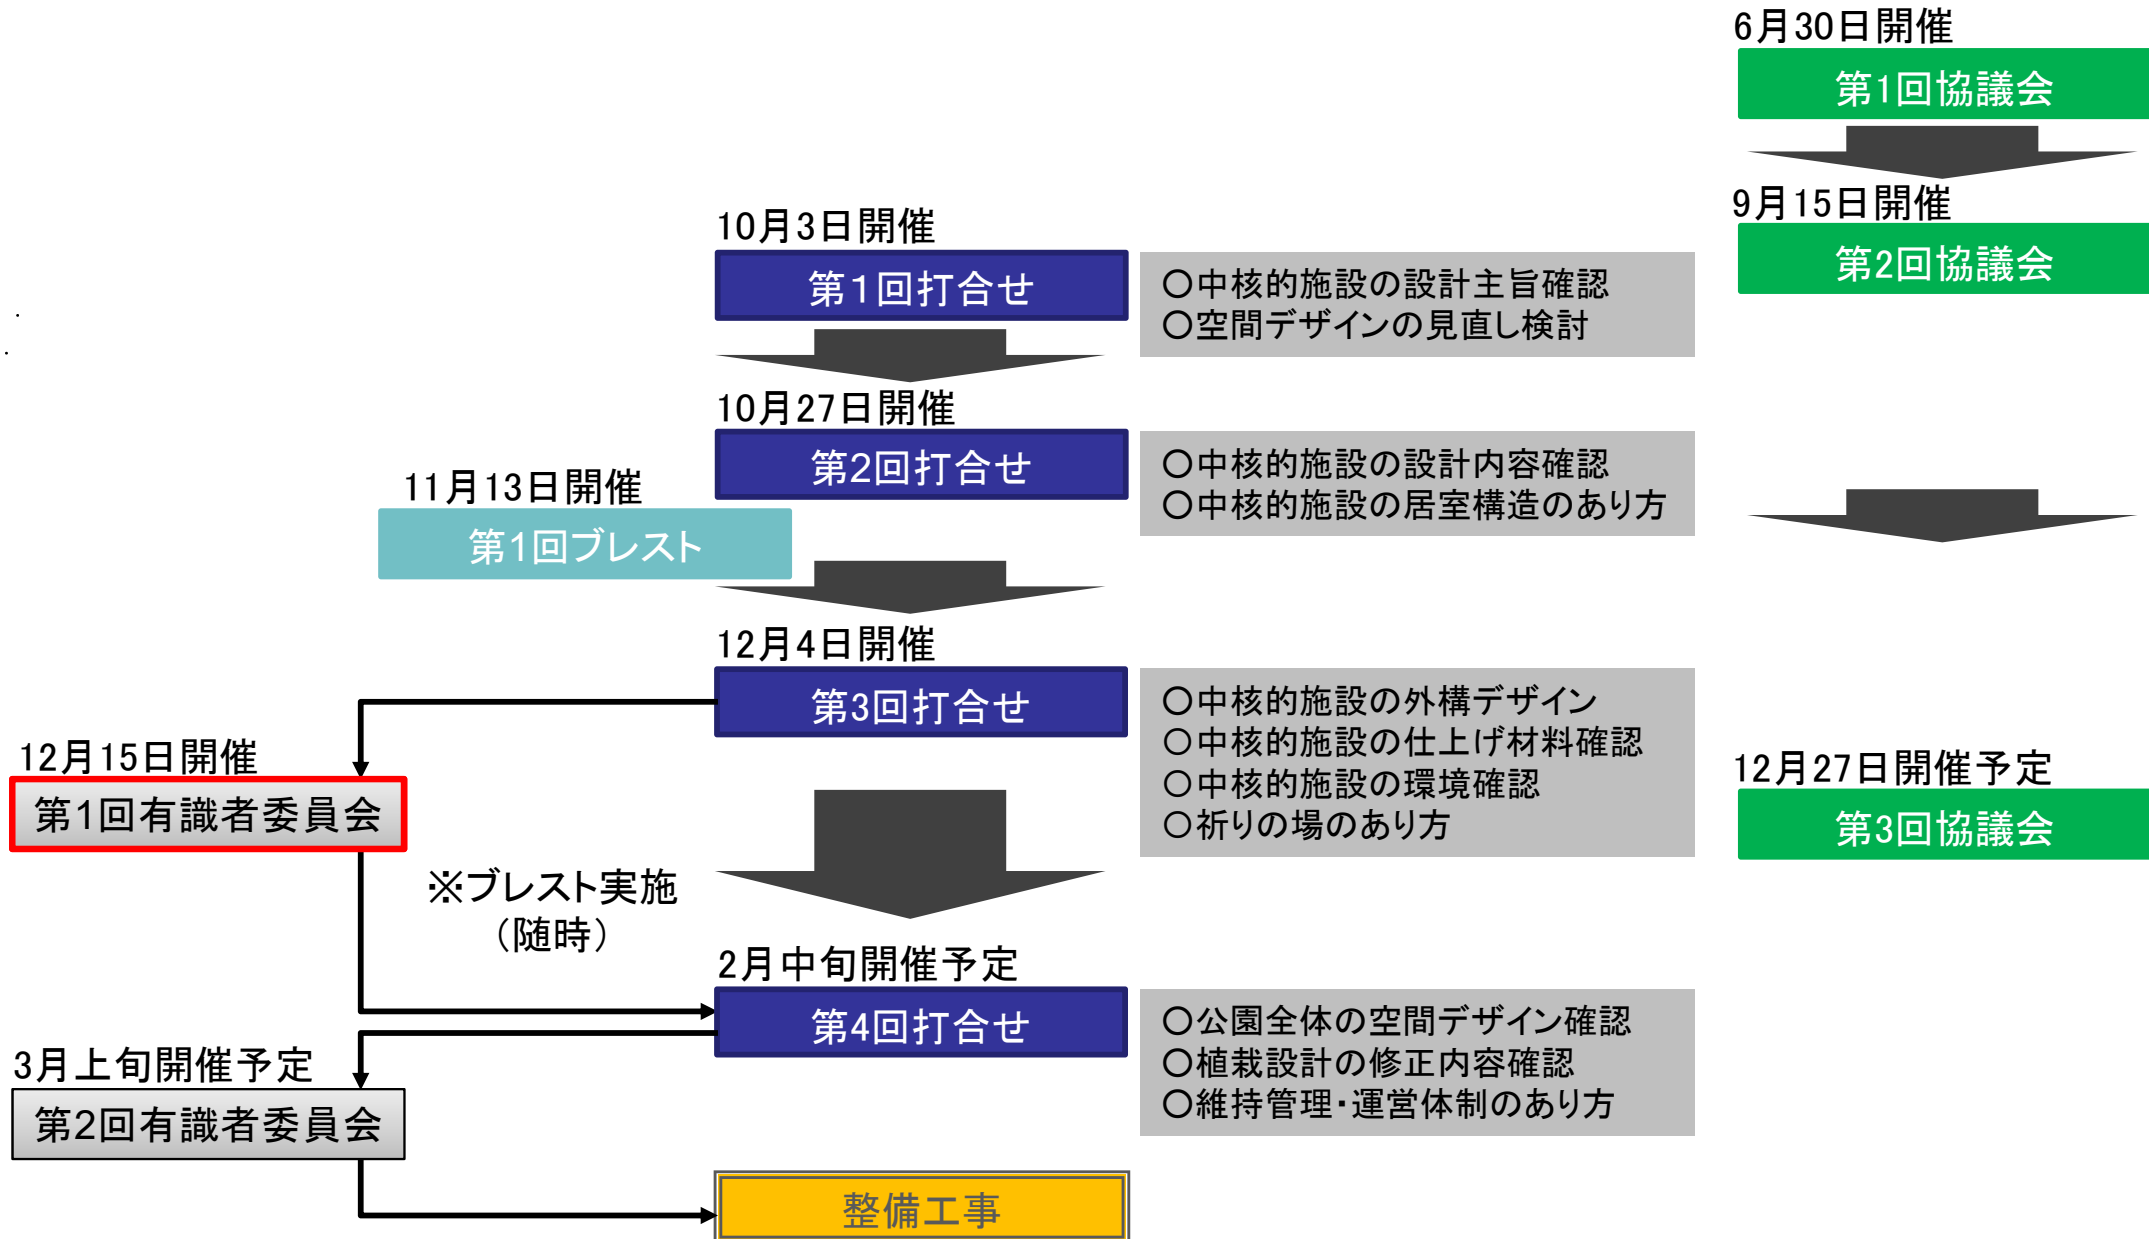 6月30日開催
第1回協議会
9月15日開催
第2回協議会
10月3日開催
第1回打合せ
〇中核的施設の設計主旨確認
〇空間デザインの見直し検討
10月27日開催
第2回打合せ
〇中核的施設の設計内容確認
〇中核的施設の居室構造のあり方
11月13日開催
第1回ブレスト
12月4日開催
第3回打合せ
〇中核的施設の外構デザイン
〇中核的施設の仕上げ材料確認
〇中核的施設の環境確認
〇祈りの場のあり方
12月15日開催
第1回有識者委員会
12月27日開催予定
第3回協議会
※ブレスト実施
（随時）
2月中旬開催予定
第4回打合せ
〇公園全体の空間デザイン確認
〇植栽設計の修正内容確認
〇維持管理・運営体制のあり方
3月上旬開催予定
第2回有識者委員会
整備工事